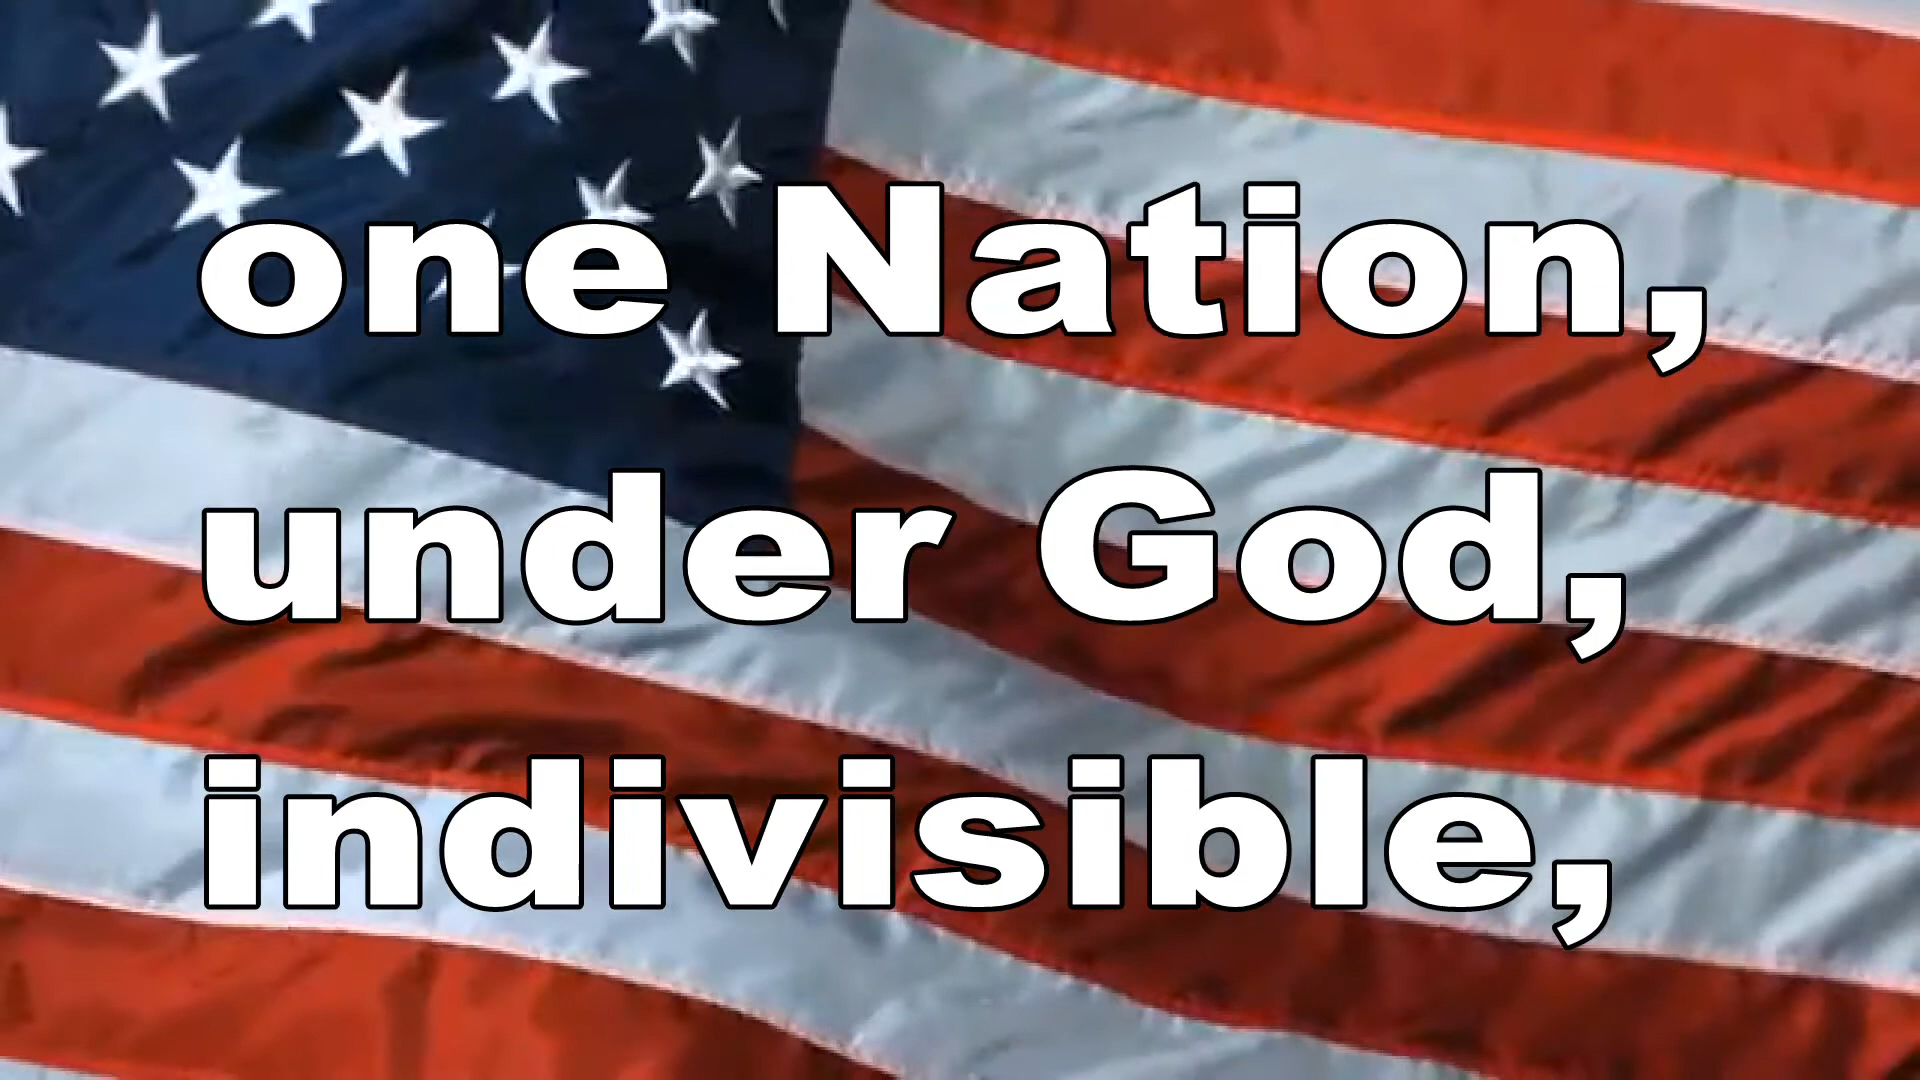 one Nation,
under God,
indivisible,